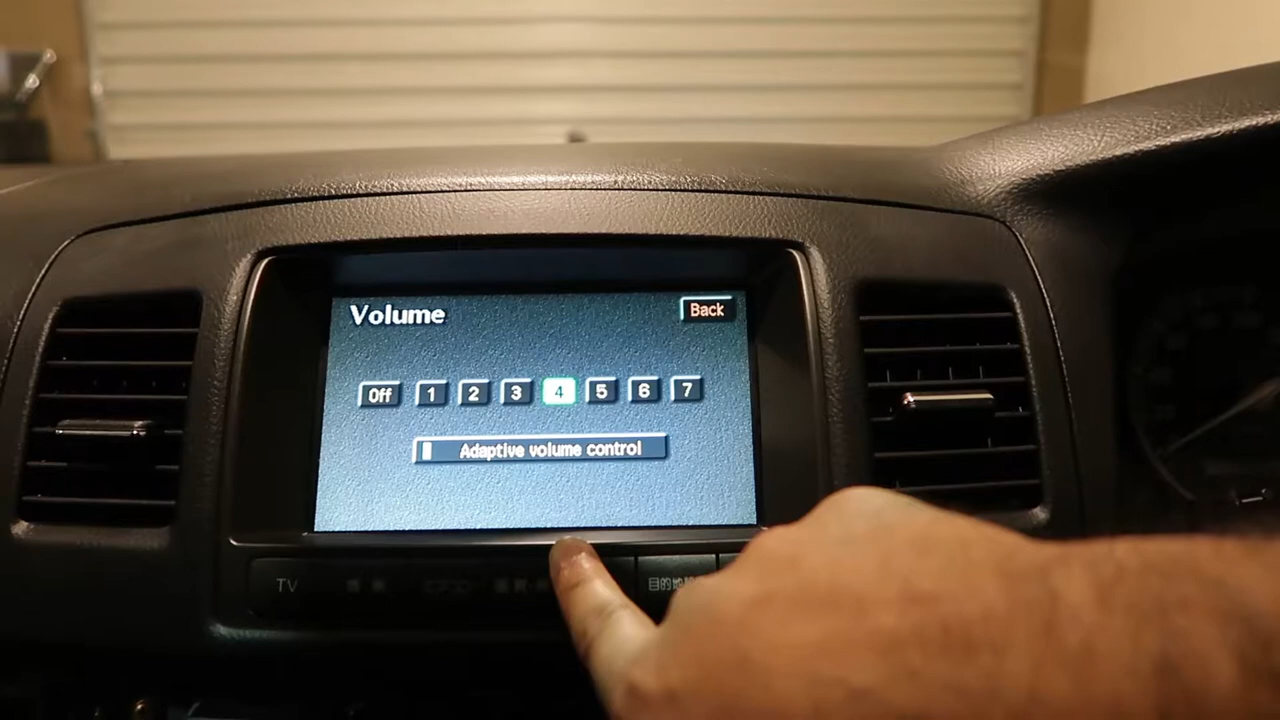 Volume
Back
Off 1 2 3 4 5 6 7
Adaptive volume control
TV
目的地